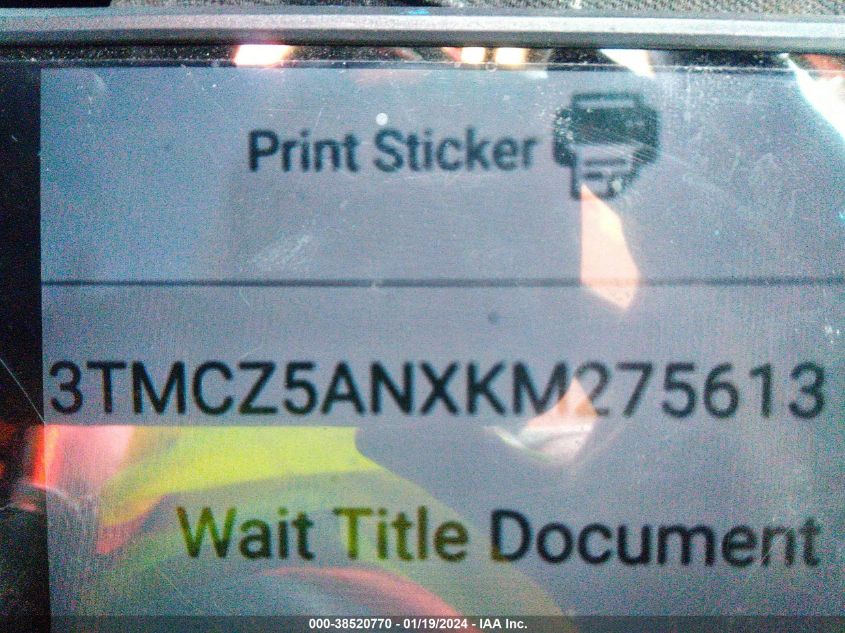 Print Sticker
3TMCZ5ANXKM275613
Wait Title Document
000-38520770 - 01/19/2024 - IAA Inc.